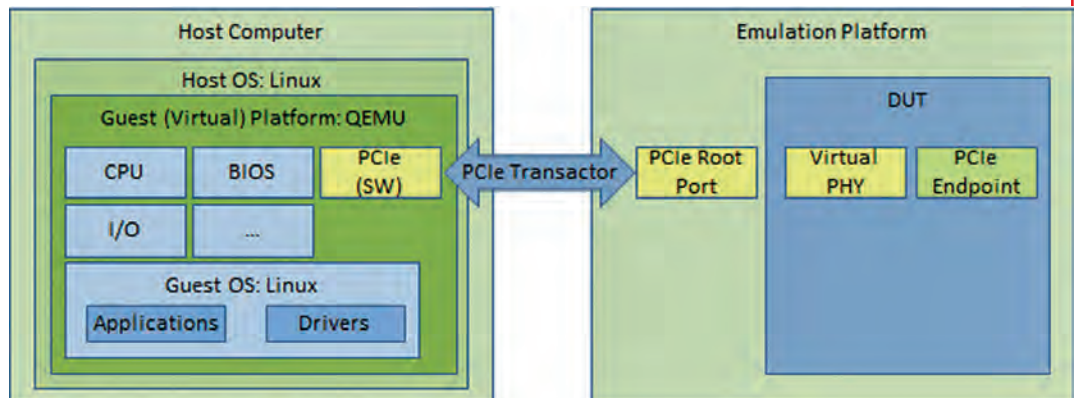 Host Computer
Host OS: Linux
Guest (Virtual) Platform: QEMU
CPU
BIOS
PCIe
(SW)
I/O
...
Guest OS: Linux
Applications
Drivers
PCIe Transactor
Emulation Platform
PCIe Root
Port
DUT
Virtual
PHY
PCIe
Endpoint